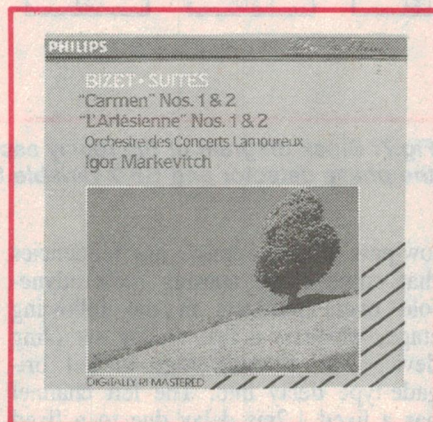 PHILIPS
BIZET • SUITES
"Carmen" Nos. 1 & 2
"L'Arlésienne" Nos. 1 & 2
Orchestre des Concerts Lamoureux
Igor Markevitch
DIGITALLY REMASTERED